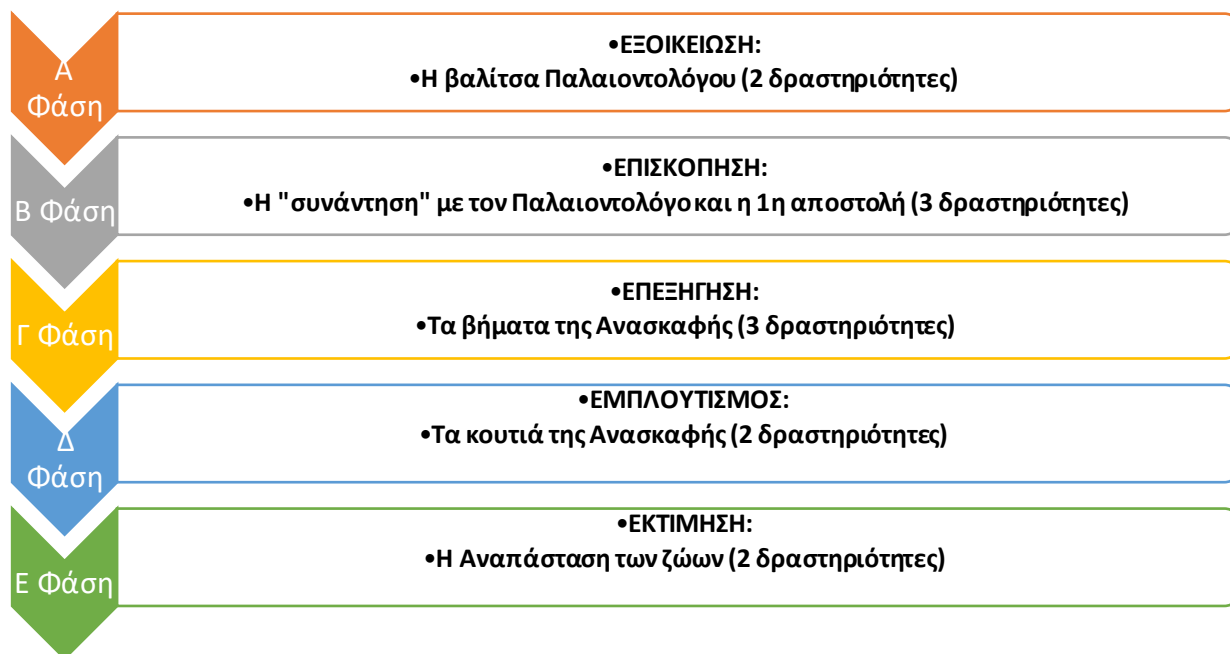 Α
Φάση
•ΕΞΟΙΚΕΙΩΣΗ:
•Η βαλίτσα Παλαιοντολόγου (2 δραστηριότητες)
Β Φάση
•ΕΠΙΣΚΟΠΗΣΗ:
•Η "συνάντηση" με τον Παλαιοντολόγο και η 1η αποστολή (3 δραστηριότητες)
Γ Φάση
•ΕΠΕΞΗΓΗΣΗ:
•Τα βήματα της Ανασκαφής (3 δραστηριότητες)
Δ
Φάση
•ΕΜΠΛΟΥΤΙΣΜΟΣ:
•Τα κουτιά της Ανασκαφής (2 δραστηριότητες)
Ε Φάση
•ΕΚΤΙΜΗΣΗ:
•Η Αναπάσταση των ζώων (2 δραστηριότητες)